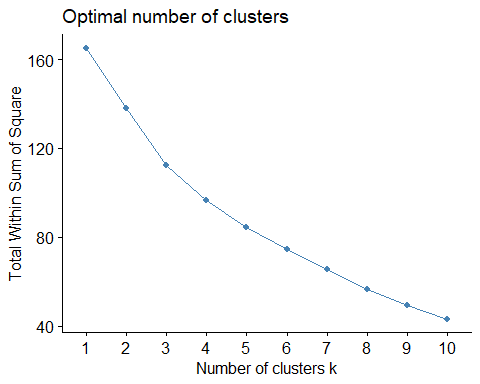 Optimal number of clusters
Total Within Sum of Square
160
120
80
40
1 2 3 4 5 6 7 8 9 10
Number of clusters k